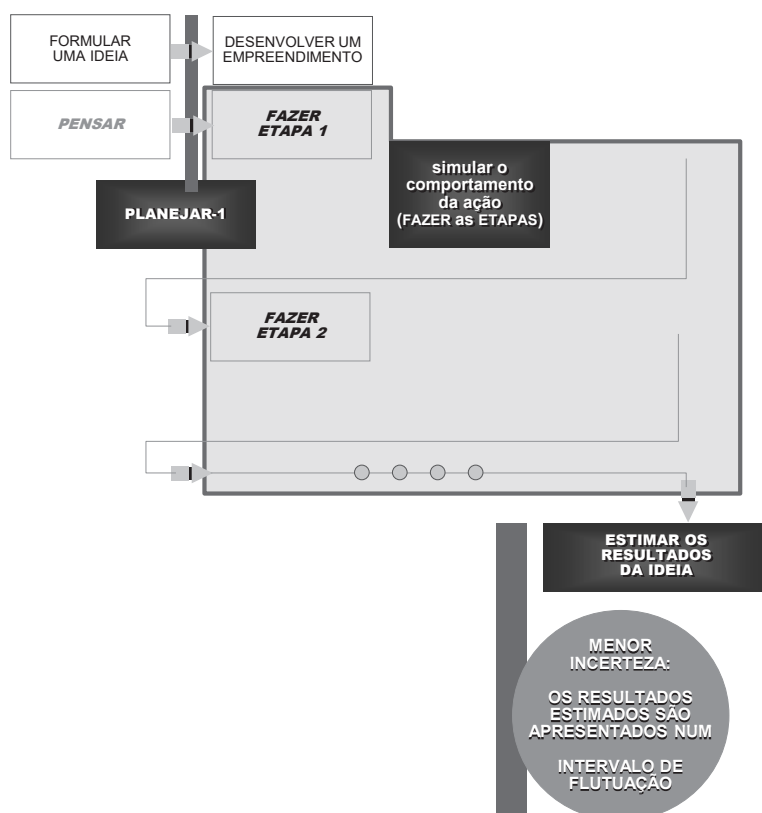 FORMULAR
UMA IDEIA
DESENVOLVER UM
EMPREENDIMENTO
PENSAR
FAZER
ETAPA 1
PLANEJAR-1
simular o
comportamento
da ação
(FAZER as ETAPAS)
FAZER
ETAPA 2
ESTIMAR OS
RESULTADOS
DA IDEIA
MENOR
INCERTEZA:
OS RESULTADOS
ESTIMADOS SÃO
APRESENTADOS NUM
INTERVALO DE
FLUTUAÇÃO